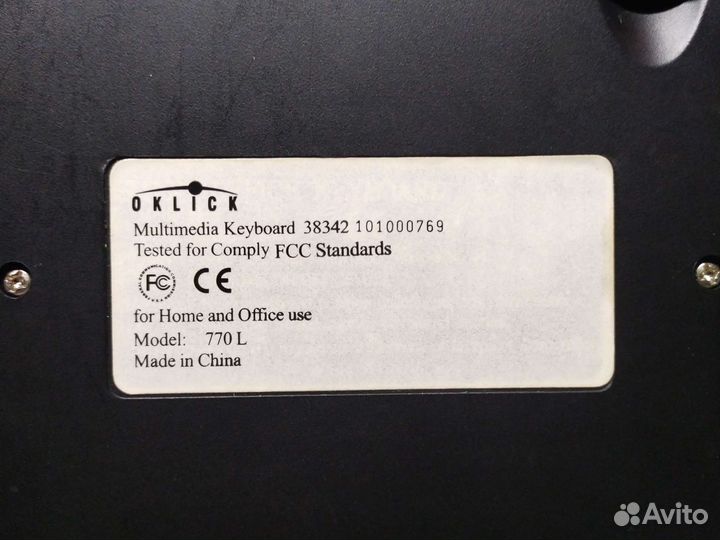 OKLICK
Multimedia Keyboard 38342 101000769
Tested for Comply FCC Standards
FC CE
for Home and Office use
Model: 770 L
Made in China
Avito